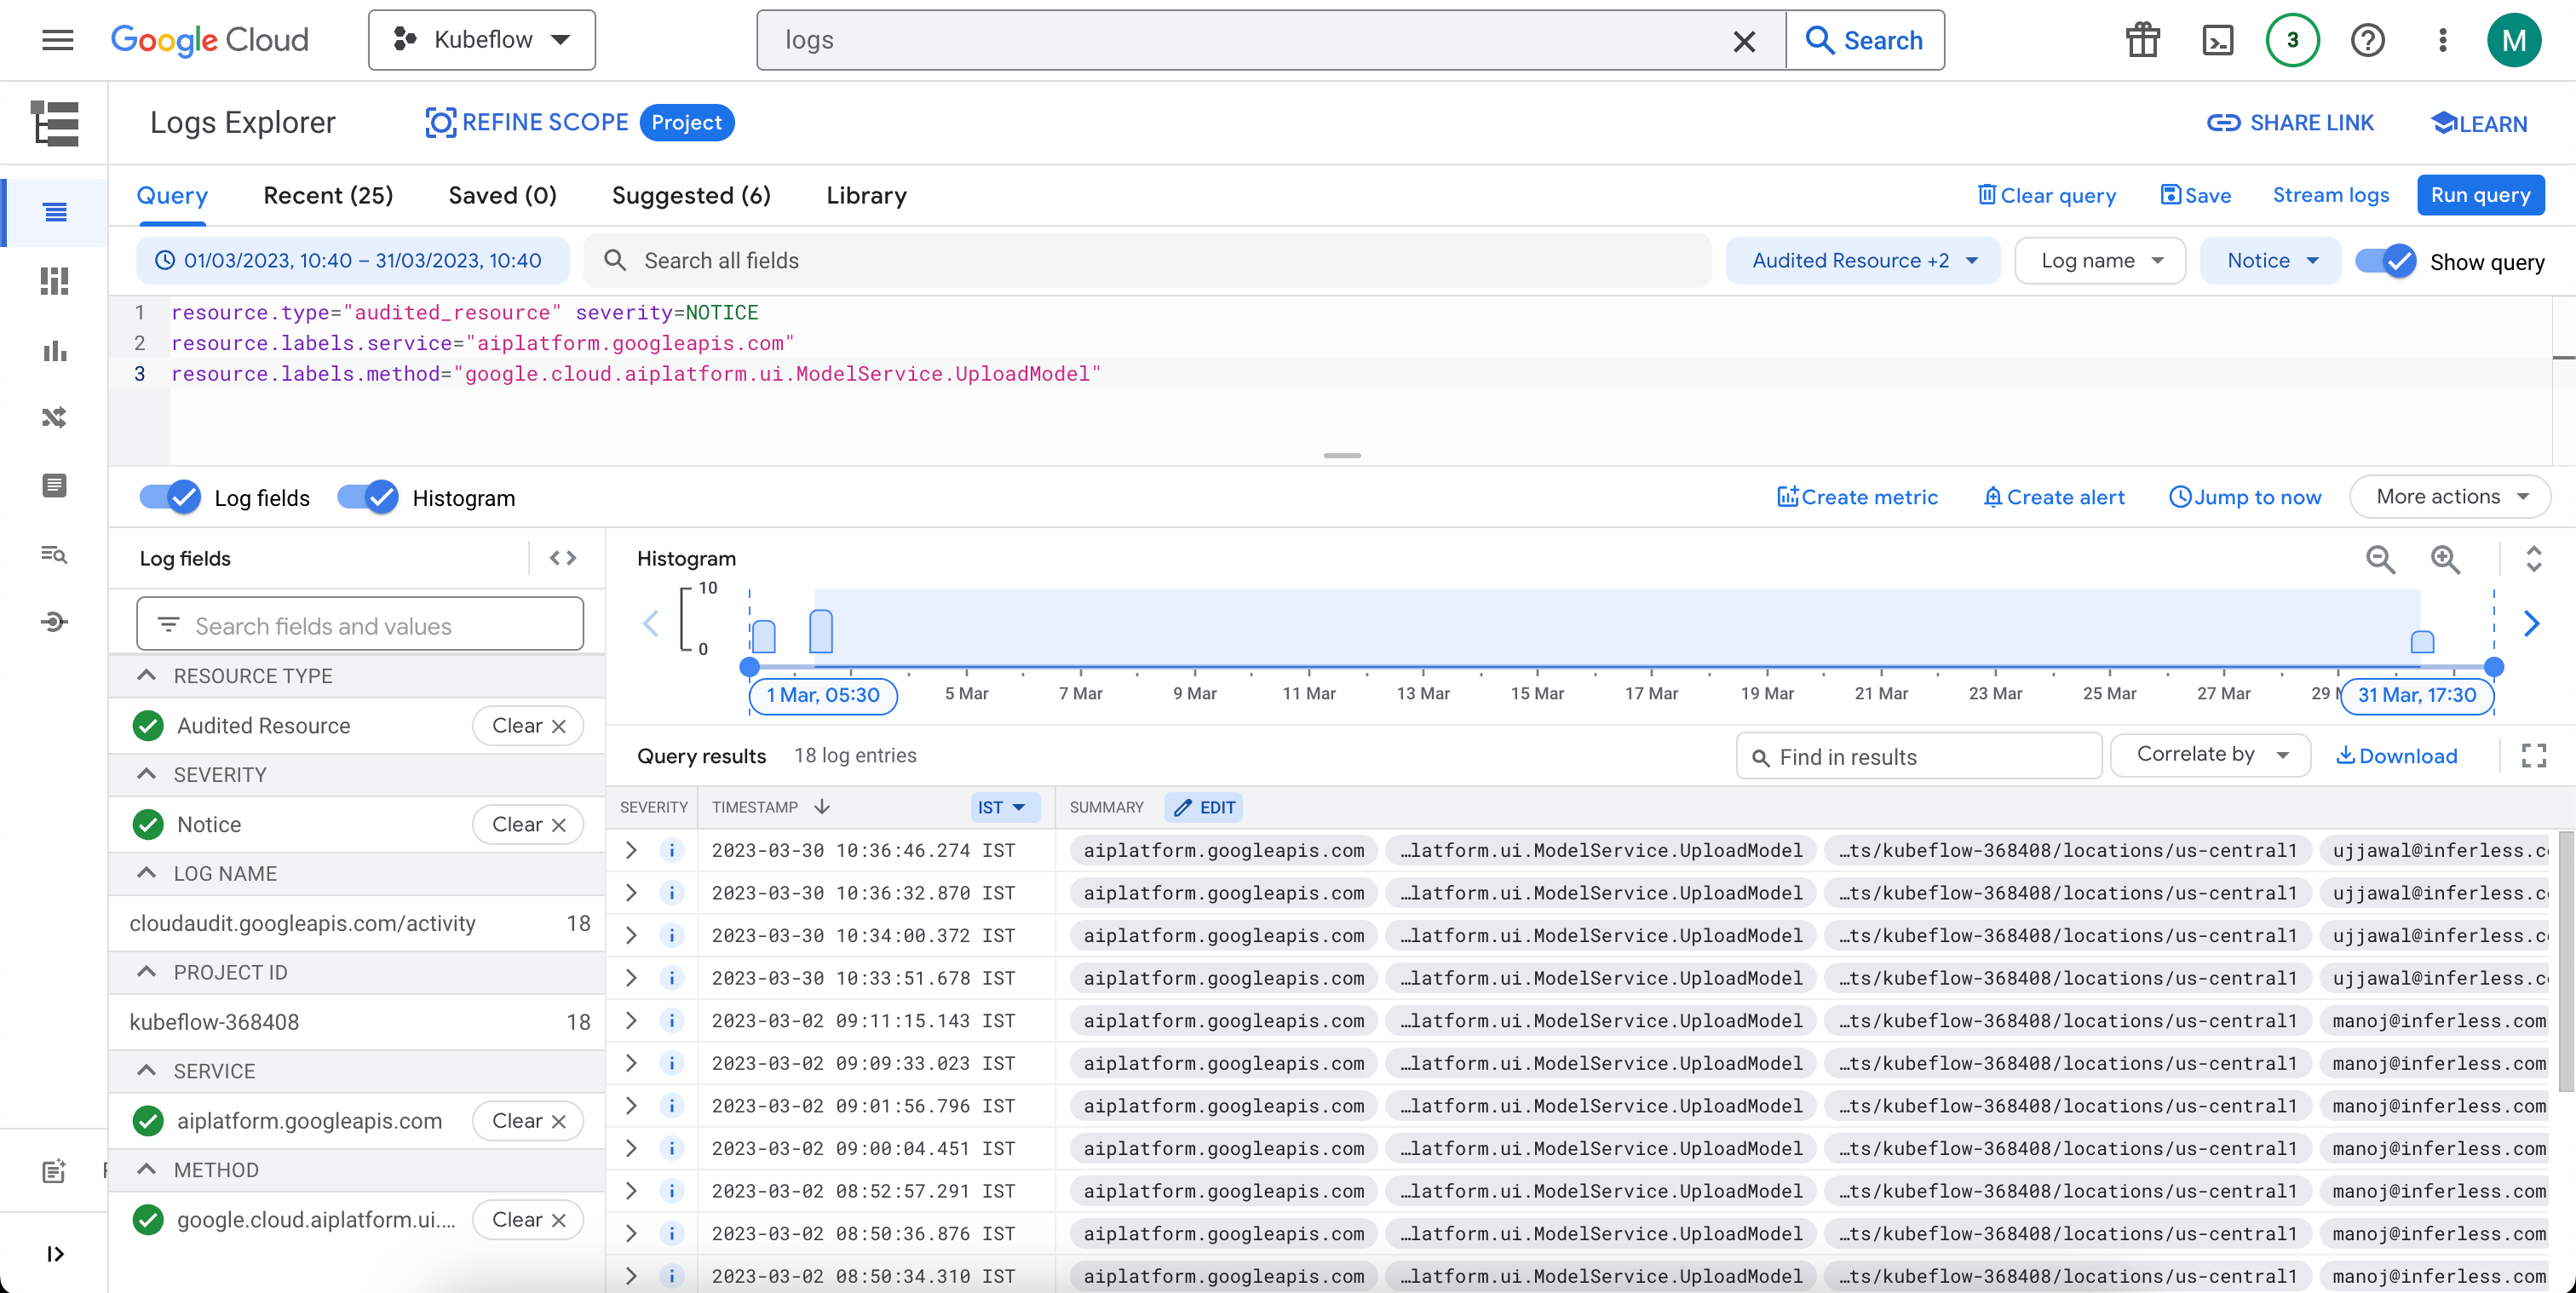 Google Cloud
Kubeflow
logs
Search
3
M
Logs Explorer
REFINE SCOPE
Project
SHARE LINK
LEARN
Query
Recent (25)
Saved (0)
Suggested (6)
Library
Clear query
Save
Stream logs
Run query
01/03/2023, 10:40 – 31/03/2023, 10:40
Search all fields
Audited Resource +2
Log name
Notice
Show query
1 resource.type="audited_resource" severity=NOTICE
2 resource.labels.service="aiplatform.googleapis.com"
3 resource.labels.method="google.cloud.aiplatform.ui.ModelService.UploadModel"
Log fields
Histogram
Create metric
Create alert
Jump to now
More actions
Log fields
Search fields and values
RESOURCE TYPE
Audited Resource
Clear
SEVERITY
Notice
Clear
LOG NAME
cloudaudit.googleapis.com/activity 18
PROJECT ID
kubeflow-368408 18
SERVICE
aiplatform.googleapis.com
Clear
METHOD
google.cloud.aiplatform.ui....
Clear
Histogram
10
0
1 Mar, 05:30 5 Mar 7 Mar 9 Mar 11 Mar 13 Mar 15 Mar 17 Mar 19 Mar 21 Mar 23 Mar 25 Mar 27 Mar 29 31 Mar, 17:30
Query results
18 log entries
Find in results
Correlate by
Download
SEVERITY TIMESTAMP IST SUMMARY EDIT
2023-03-30 10:36:46.274 IST aiplatform.googleapis.com …latform.ui.ModelService.UploadModel …ts/kubeflow-368408/locations/us-central1 ujjawal@inferless.c
2023-03-30 10:36:32.870 IST aiplatform.googleapis.com …latform.ui.ModelService.UploadModel …ts/kubeflow-368408/locations/us-central1 ujjawal@inferless.c
2023-03-30 10:34:00.372 IST aiplatform.googleapis.com …latform.ui.ModelService.UploadModel …ts/kubeflow-368408/locations/us-central1 ujjawal@inferless.c
2023-03-30 10:33:51.678 IST aiplatform.googleapis.com …latform.ui.ModelService.UploadModel …ts/kubeflow-368408/locations/us-central1 ujjawal@inferless.c
2023-03-02 09:11:15.143 IST aiplatform.googleapis.com …latform.ui.ModelService.UploadModel …ts/kubeflow-368408/locations/us-central1 manoj@inferless.com
2023-03-02 09:09:33.023 IST aiplatform.googleapis.com …latform.ui.ModelService.UploadModel …ts/kubeflow-368408/locations/us-central1 manoj@inferless.com
2023-03-02 09:01:56.796 IST aiplatform.googleapis.com …latform.ui.ModelService.UploadModel …ts/kubeflow-368408/locations/us-central1 manoj@inferless.com
2023-03-02 09:00:04.451 IST aiplatform.googleapis.com …latform.ui.ModelService.UploadModel …ts/kubeflow-368408/locations/us-central1 manoj@inferless.com
2023-03-02 08:52:57.291 IST aiplatform.googleapis.com …latform.ui.ModelService.UploadModel …ts/kubeflow-368408/locations/us-central1 manoj@inferless.com
2023-03-02 08:50:36.876 IST aiplatform.googleapis.com …latform.ui.ModelService.UploadModel …ts/kubeflow-368408/locations/us-central1 manoj@inferless.com
2023-03-02 08:50:34.310 IST aiplatform.googleapis.com …latform.ui.ModelService.UploadModel …ts/kubeflow-368408/locations/us-central1 manoj@inferless.com